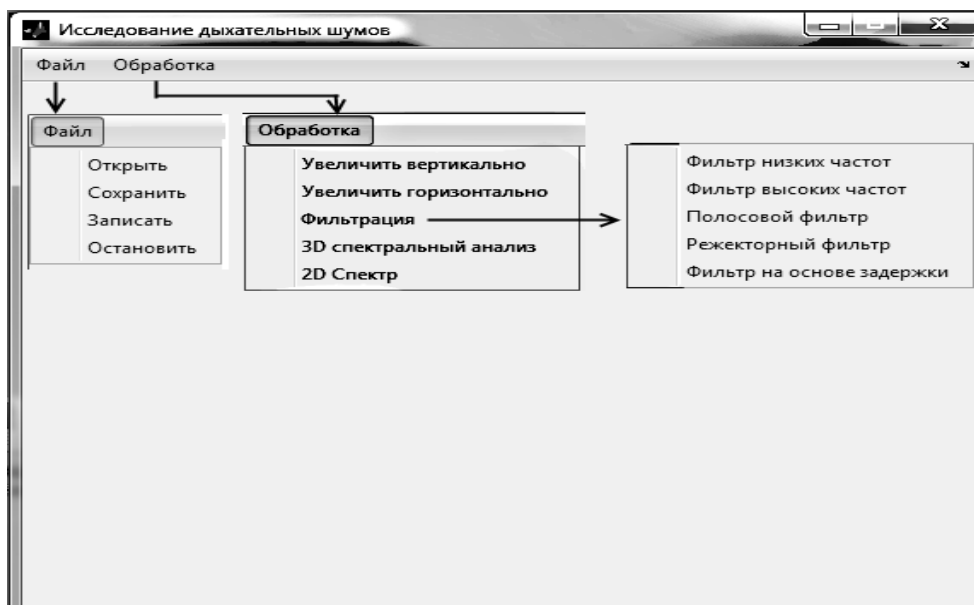 Исследование дыхательных шумов
Файл Обработка
Файл
Открыть
Сохранить
Записать
Остановить
Обработка
Увеличить вертикально
Увеличить горизонтально
Фильтрация
3D спектральный анализ
2D Спектр
Фильтр низких частот
Фильтр высоких частот
Полосовой фильтр
Режекторный фильтр
Фильтр на основе задержки